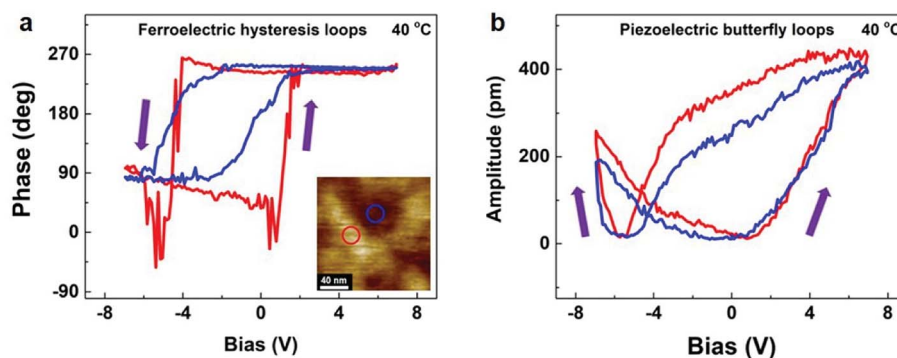 a
Ferroelectric hysteresis loops 40 °C
270
180
90
0
-90
Phase (deg)
-8 -4 0 4 8
Bias (V)
40 nm
b
Piezoelectric butterfly loops 40 °C
400
200
0
Amplitude (pm)
-8 -4 0 4 8
Bias (V)